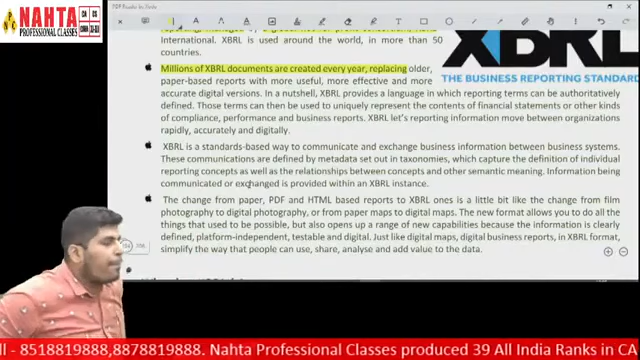 NAHTA
PROFESSIONAL CLASSES
CA CS
CMA XI-XII
International. XBRL is used around the world, in more than 50
countries.
Millions of XBRL documents are created every year, replacing older,
paper-based reports with more useful, more effective and more
accurate digital versions. In a nutshell, XBRL provides a language in which reporting terms can be authoritatively
defined. Those terms can then be used to uniquely represent the contents of financial statements or other kinds
of compliance, performance and business reports. XBRL let's reporting information move between organizations
rapidly, accurately and digitally.
XBRL is a standards-based way to communicate and exchange business information between business systems.
These communications are defined by metadata set out in taxonomies, which capture the definition of individual
reporting concepts as well as the relationships between concepts and other semantic meaning. Information being
communicated or exchanged is provided within an XBRL instance.
The change from paper, PDF and HTML based reports to XBRL ones is a little bit like the change from film
photography to digital photography, or from paper maps to digital maps. The new format allows you to do all the
things that used to be possible, but also opens up a range of new capabilities because the information is clearly
defined, platform-independent, testable and digital. Just like digital maps, digital business reports, in XBRL format,
simplify the way that people can use, share, analyse and add value to the data.
XBRL
THE BUSINESS REPORTING STANDARD
ll - 8518819888,8878819888. Nahta Professional Classes produced 39 All India Ranks in CA